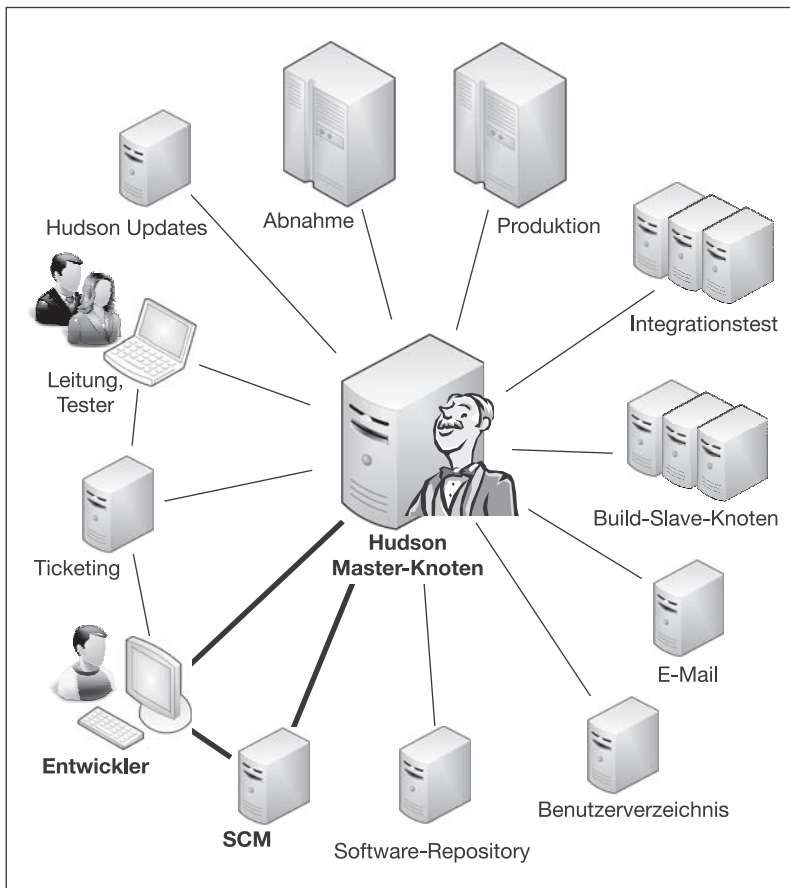 Hudson Updates
Abnahme
Produktion
Integrationstest
Leitung,
Tester
Build-Slave-Knoten
Hudson
Master-Knoten
Ticketing
E-Mail
Entwickler
Benutzerverzeichnis
SCM
Software-Repository